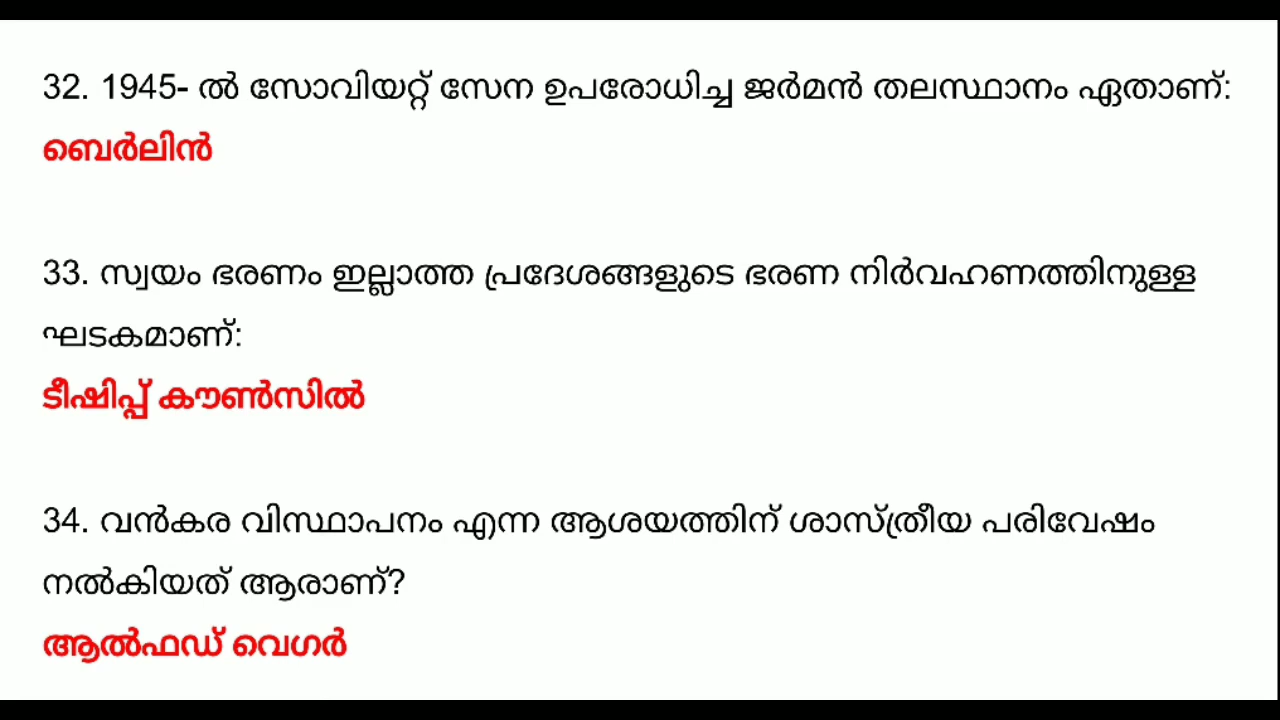 32. 1945- ൽ സോവിയറ്റ് സേന ഉപരോധിച്ച ജർമൻ തലസ്ഥാനം ഏതാണ്:
ബെർലിൻ
33. സ്വയം ഭരണം ഇല്ലാത്ത പ്രദേശങ്ങളുടെ ഭരണ നിർവഹണത്തിനുള്ള
ഘടകമാണ്:
ടീഷിപ്പ് കൗൺസിൽ
34. വൻകര വിസ്ഥാപനം എന്ന ആശയത്തിന് ശാസ്ത്രീയ പരിവേഷം
നൽകിയത് ആരാണ്?
ആൽഫഡ് വെഗർ